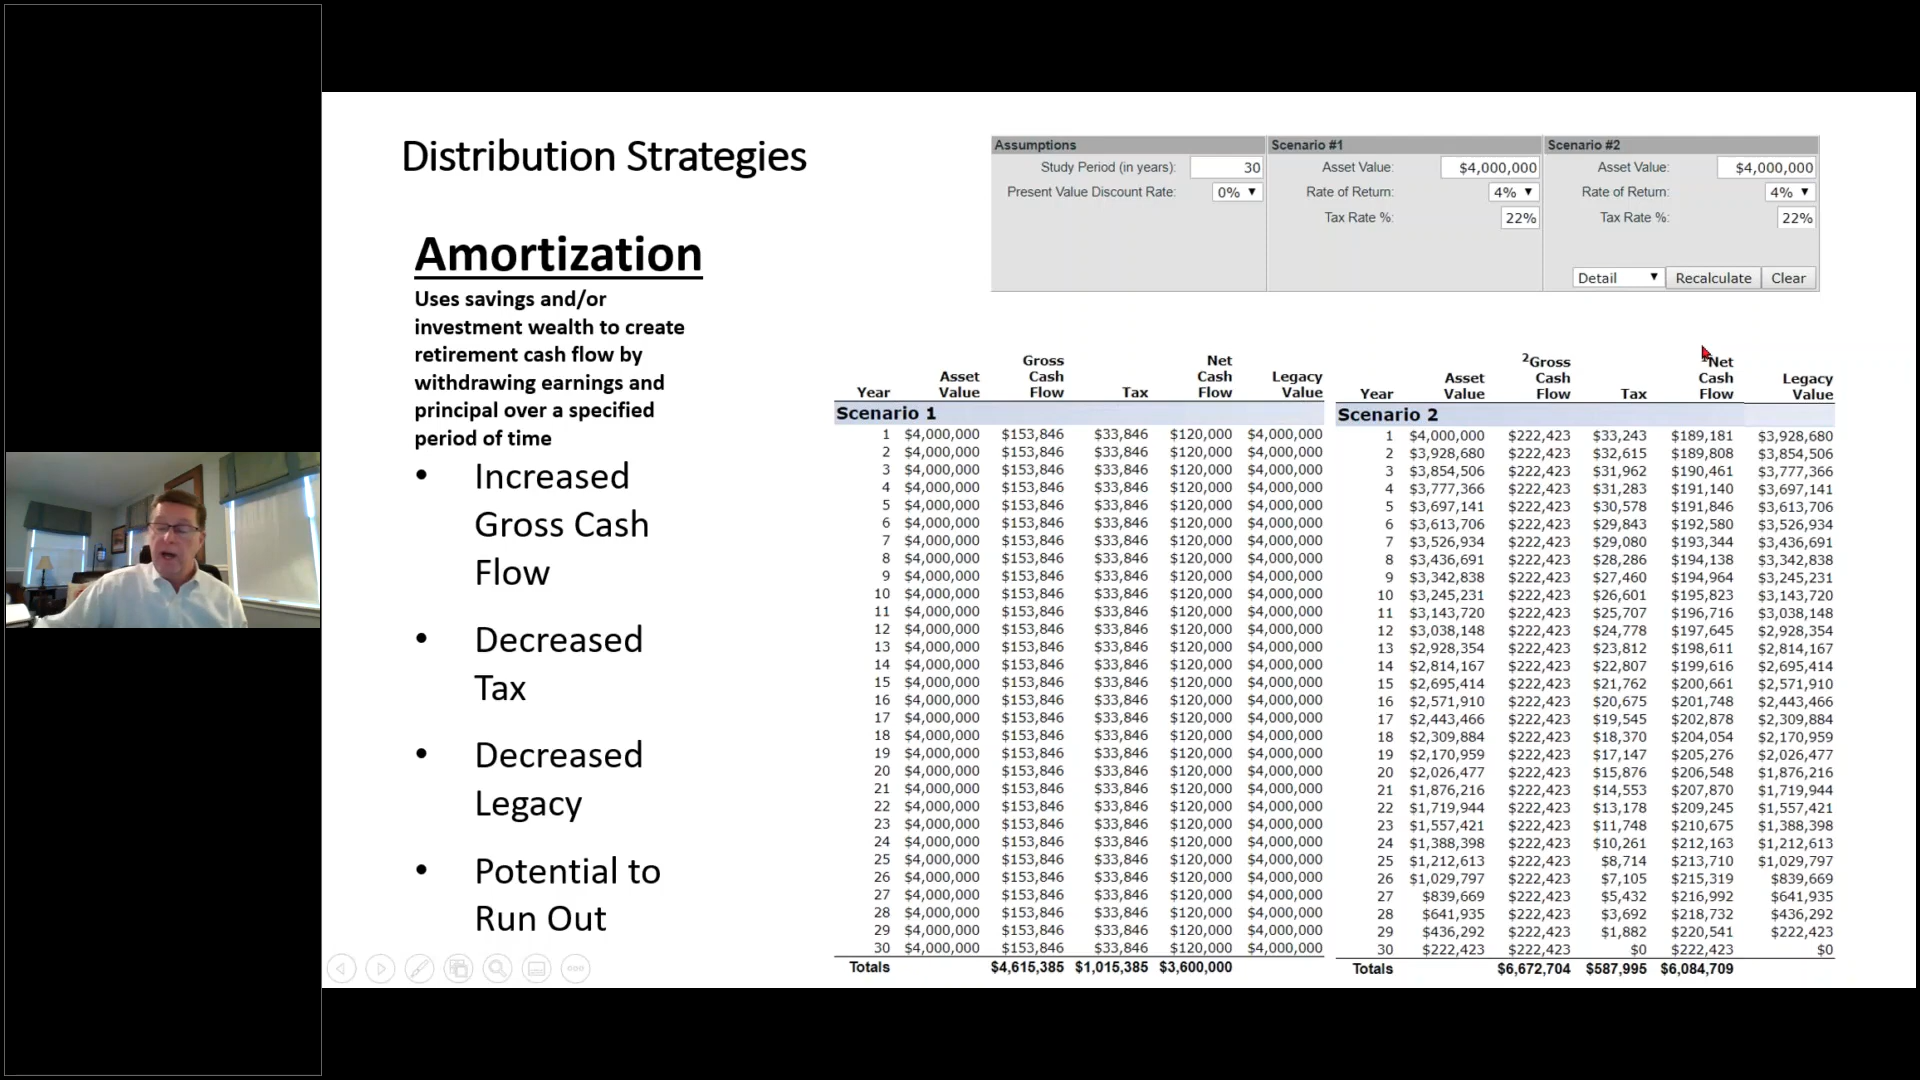 Distribution Strategies
Amortization
Uses savings and/or
investment wealth to create
retirement cash flow by
withdrawing earnings and
principal over a specified
period of time
• Increased
Gross Cash
Flow
• Decreased
Tax
• Decreased
Legacy
• Potential to
Run Out
Assumptions
Study Period (in years): 30
Present Value Discount Rate: 0% ▼
Scenario #1
Asset Value: $4,000,000
Rate of Return: 4% ▼
Tax Rate %: 22%
Scenario #2
Asset Value: $4,000,000
Rate of Return: 4% ▼
Tax Rate %: 22%
Detail ▼ Recalculate Clear
Gross Net
Asset Cash Cash Legacy
Year Value Flow Tax Flow Value
Scenario 1
1 $4,000,000 $153,846 $33,846 $120,000 $4,000,000
2 $4,000,000 $153,846 $33,846 $120,000 $4,000,000
3 $4,000,000 $153,846 $33,846 $120,000 $4,000,000
4 $4,000,000 $153,846 $33,846 $120,000 $4,000,000
5 $4,000,000 $153,846 $33,846 $120,000 $4,000,000
6 $4,000,000 $153,846 $33,846 $120,000 $4,000,000
7 $4,000,000 $153,846 $33,846 $120,000 $4,000,000
8 $4,000,000 $153,846 $33,846 $120,000 $4,000,000
9 $4,000,000 $153,846 $33,846 $120,000 $4,000,000
10 $4,000,000 $153,846 $33,846 $120,000 $4,000,000
11 $4,000,000 $153,846 $33,846 $120,000 $4,000,000
12 $4,000,000 $153,846 $33,846 $120,000 $4,000,000
13 $4,000,000 $153,846 $33,846 $120,000 $4,000,000
14 $4,000,000 $153,846 $33,846 $120,000 $4,000,000
15 $4,000,000 $153,846 $33,846 $120,000 $4,000,000
16 $4,000,000 $153,846 $33,846 $120,000 $4,000,000
17 $4,000,000 $153,846 $33,846 $120,000 $4,000,000
18 $4,000,000 $153,846 $33,846 $120,000 $4,000,000
19 $4,000,000 $153,846 $33,846 $120,000 $4,000,000
20 $4,000,000 $153,846 $33,846 $120,000 $4,000,000
21 $4,000,000 $153,846 $33,846 $120,000 $4,000,000
22 $4,000,000 $153,846 $33,846 $120,000 $4,000,000
23 $4,000,000 $153,846 $33,846 $120,000 $4,000,000
24 $4,000,000 $153,846 $33,846 $120,000 $4,000,000
25 $4,000,000 $153,846 $33,846 $120,000 $4,000,000
26 $4,000,000 $153,846 $33,846 $120,000 $4,000,000
27 $4,000,000 $153,846 $33,846 $120,000 $4,000,000
28 $4,000,000 $153,846 $33,846 $120,000 $4,000,000
29 $4,000,000 $153,846 $33,846 $120,000 $4,000,000
30 $4,000,000 $153,846 $33,846 $120,000 $4,000,000
Totals $4,615,385 $1,015,385 $3,600,000
²Gross Net
Asset Cash Cash Legacy
Year Value Flow Tax Flow Value
Scenario 2
1 $4,000,000 $222,423 $33,243 $189,181 $3,928,680
2 $3,928,680 $222,423 $32,615 $189,808 $3,854,506
3 $3,854,506 $222,423 $31,962 $190,461 $3,777,366
4 $3,777,366 $222,423 $31,283 $191,140 $3,697,141
5 $3,697,141 $222,423 $30,578 $191,846 $3,613,706
6 $3,613,706 $222,423 $29,843 $192,580 $3,526,934
7 $3,526,934 $222,423 $29,080 $193,344 $3,436,691
8 $3,436,691 $222,423 $28,286 $194,138 $3,342,838
9 $3,342,838 $222,423 $27,460 $194,964 $3,245,231
10 $3,245,231 $222,423 $26,601 $195,823 $3,143,720
11 $3,143,720 $222,423 $25,707 $196,716 $3,038,148
12 $3,038,148 $222,423 $24,778 $197,645 $2,928,354
13 $2,928,354 $222,423 $23,812 $198,611 $2,814,167
14 $2,814,167 $222,423 $22,807 $199,616 $2,695,414
15 $2,695,414 $222,423 $21,762 $200,661 $2,571,910
16 $2,571,910 $222,423 $20,675 $201,748 $2,443,466
17 $2,443,466 $222,423 $19,545 $202,878 $2,309,884
18 $2,309,884 $222,423 $18,370 $204,054 $2,170,959
19 $2,170,959 $222,423 $17,147 $205,276 $2,026,477
20 $2,026,477 $222,423 $15,876 $206,548 $1,876,216
21 $1,876,216 $222,423 $14,553 $207,870 $1,719,944
22 $1,719,944 $222,423 $13,178 $209,245 $1,557,421
23 $1,557,421 $222,423 $11,748 $210,675 $1,388,398
24 $1,388,398 $222,423 $10,261 $212,163 $1,212,613
25 $1,212,613 $222,423 $8,714 $213,710 $1,029,797
26 $1,029,797 $222,423 $7,105 $215,319 $839,669
27 $839,669 $222,423 $5,432 $216,992 $641,935
28 $641,935 $222,423 $3,692 $218,732 $436,292
29 $436,292 $222,423 $1,882 $220,541 $222,423
30 $222,423 $222,423 $0 $222,423 $0
Totals $6,672,704 $587,995 $6,084,709